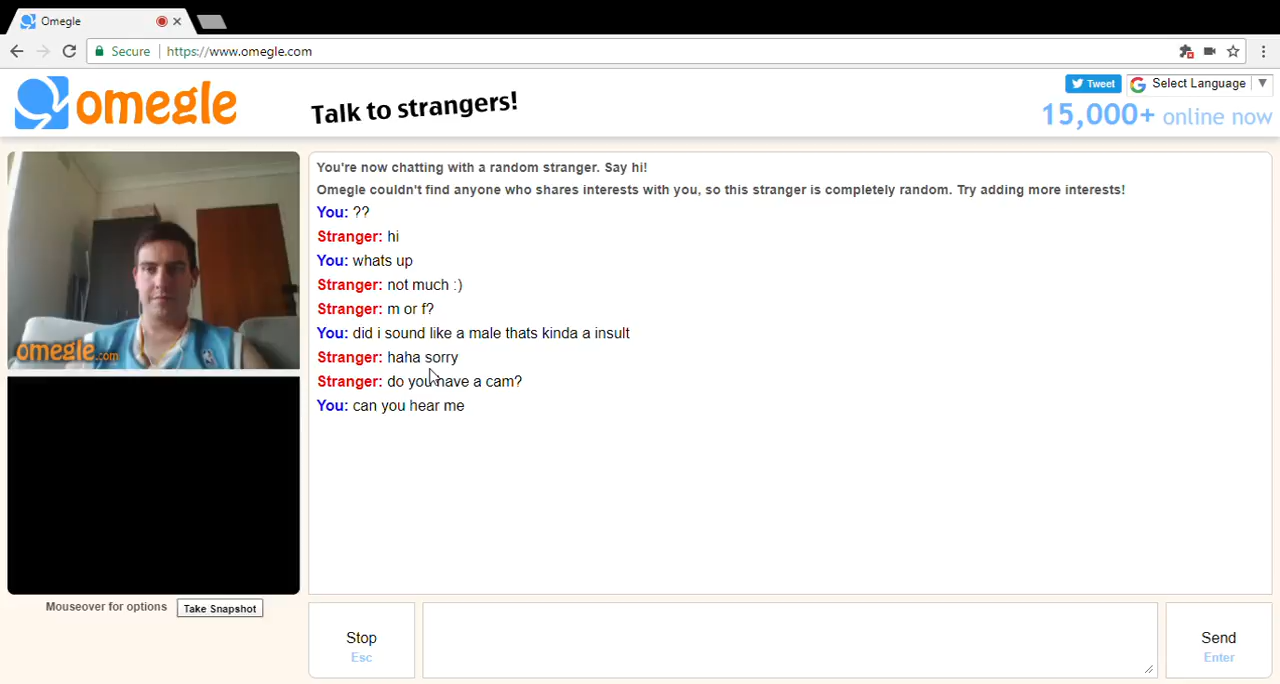 Omegle
Secure https://www.omegle.com
omegle
Talk to strangers!
Tweet
Select Language
15,000+ online now
You're now chatting with a random stranger. Say hi!
Omegle couldn't find anyone who shares interests with you, so this stranger is completely random. Try adding more interests!
You: ??
Stranger: hi
You: whats up
Stranger: not much :)
Stranger: m or f?
You: did i sound like a male thats kinda a insult
Stranger: haha sorry
Stranger: do you have a cam?
You: can you hear me
omegle.com
Mouseover for options
Take Snapshot
Stop
Esc
Send
Enter